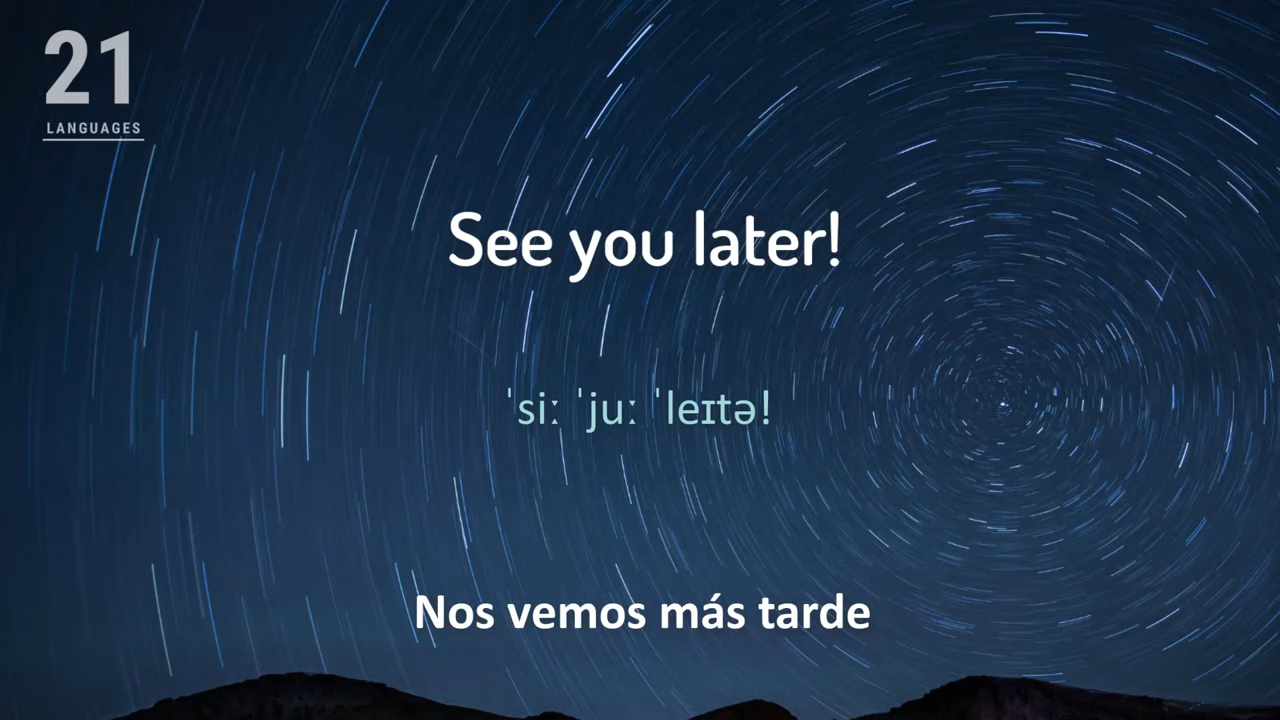 21
LANGUAGES
See you later!
ˈsiː ˈjuː ˈleɪtə!
Nos vemos más tarde